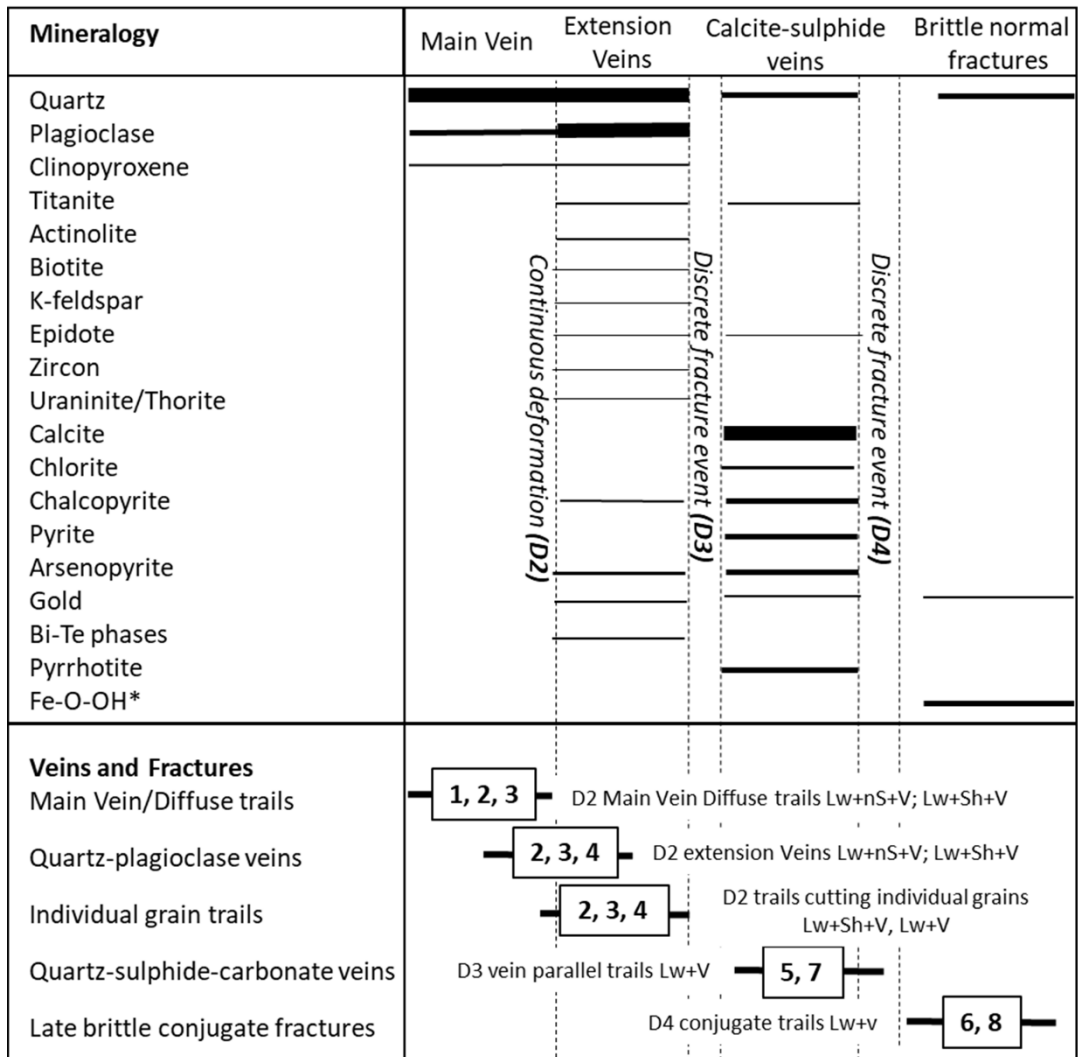 Mineralogy
Main Vein
Extension
Veins
Calcite-sulphide
veins
Brittle normal
fractures
Quartz
Plagioclase
Clinopyroxene
Titanite
Actinolite
Biotite
K-feldspar
Epidote
Zircon
Uraninite/Thorite
Calcite
Chlorite
Chalcopyrite
Pyrite
Arsenopyrite
Gold
Bi-Te phases
Pyrrhotite
Fe-O-OH*
Continuous deformation (D2)
Discrete fracture event (D3)
Discrete fracture event (D4)
Veins and Fractures
Main Vein/Diffuse trails
1, 2, 3
D2 Main Vein Diffuse trails Lw+nS+V; Lw+Sh+V
Quartz-plagioclase veins
2, 3, 4
D2 extension Veins Lw+nS+V; Lw+Sh+V
Individual grain trails
2, 3, 4
D2 trails cutting individual grains
Lw+Sh+V, Lw+V
Quartz-sulphide-carbonate veins
D3 vein parallel trails Lw+V
5, 7
Late brittle conjugate fractures
D4 conjugate trails Lw+v
6, 8